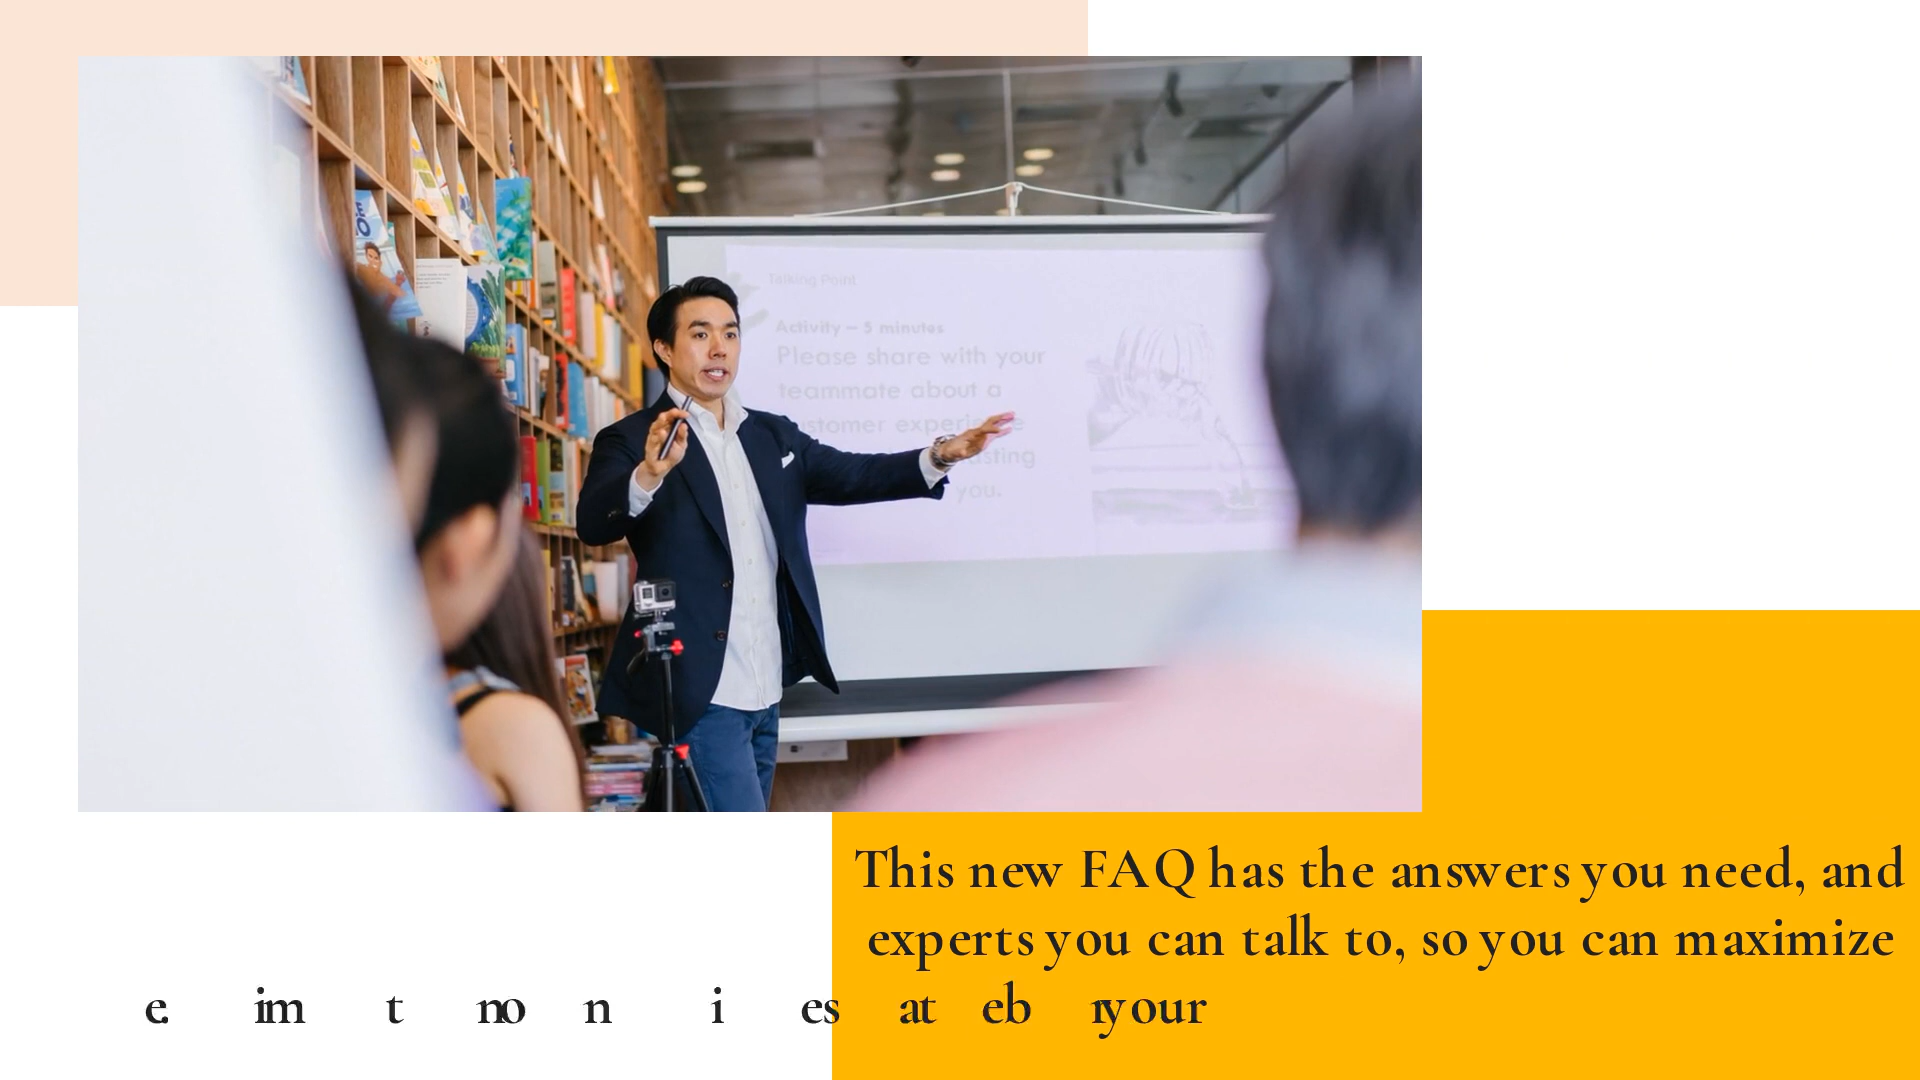 Talking Point
Activity – 5 minutes
Please share with your
teammate about a
you.
This new FAQ has the answers you need, and
experts you can talk to, so you can maximize
your